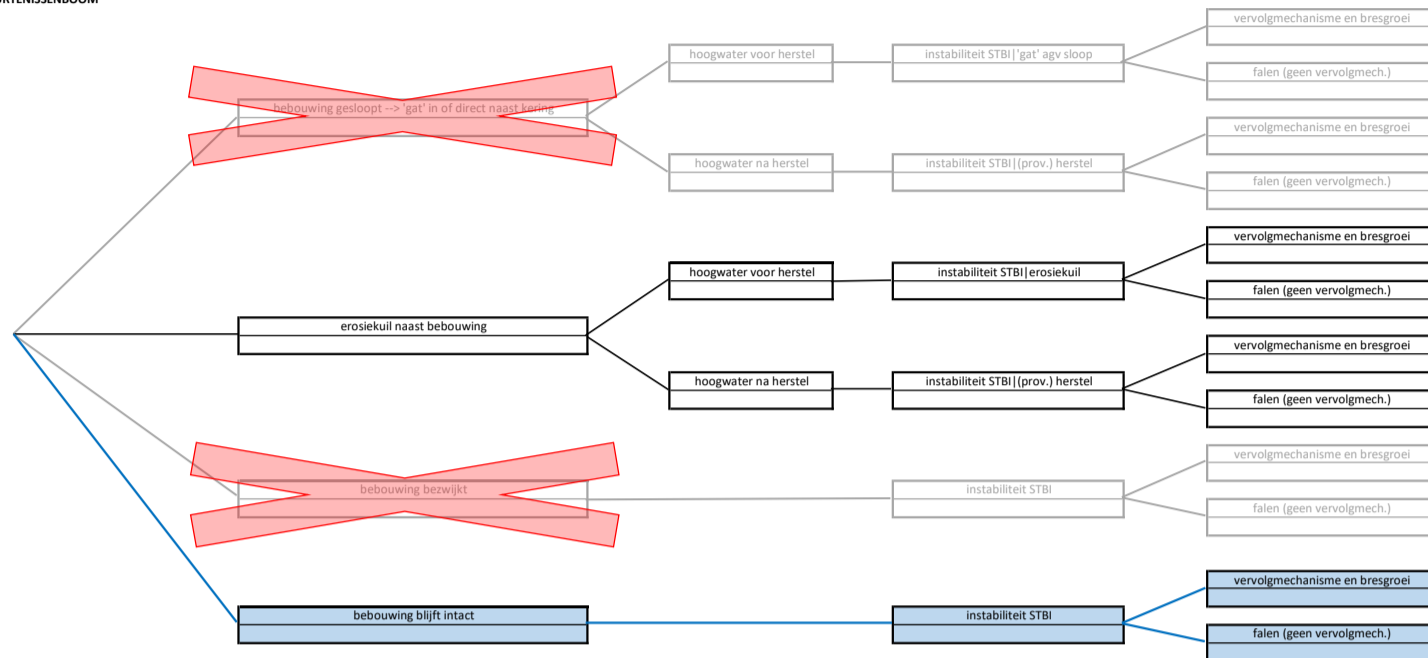 vervolgmechanisme en bresgroei
hoogwater voor herstel
instabiliteit STBI|'gat' agv sloop
falen (geen vervolgmech.)
bebouwing gesloopt --> 'gat' in of direct naast kering
vervolgmechanisme en bresgroei
hoogwater na herstel
instabiliteit STBI|(prov.) herstel
falen (geen vervolgmech.)
vervolgmechanisme en bresgroei
hoogwater voor herstel
instabiliteit STBI|erosiekuil
falen (geen vervolgmech.)
erosiekuil naast bebouwing
vervolgmechanisme en bresgroei
hoogwater na herstel
instabiliteit STBI|(prov.) herstel
falen (geen vervolgmech.)
vervolgmechanisme en bresgroei
bebouwing bezwijkt
instabiliteit STBI
falen (geen vervolgmech.)
vervolgmechanisme en bresgroei
bebouwing blijft intact
instabiliteit STBI
falen (geen vervolgmech.)